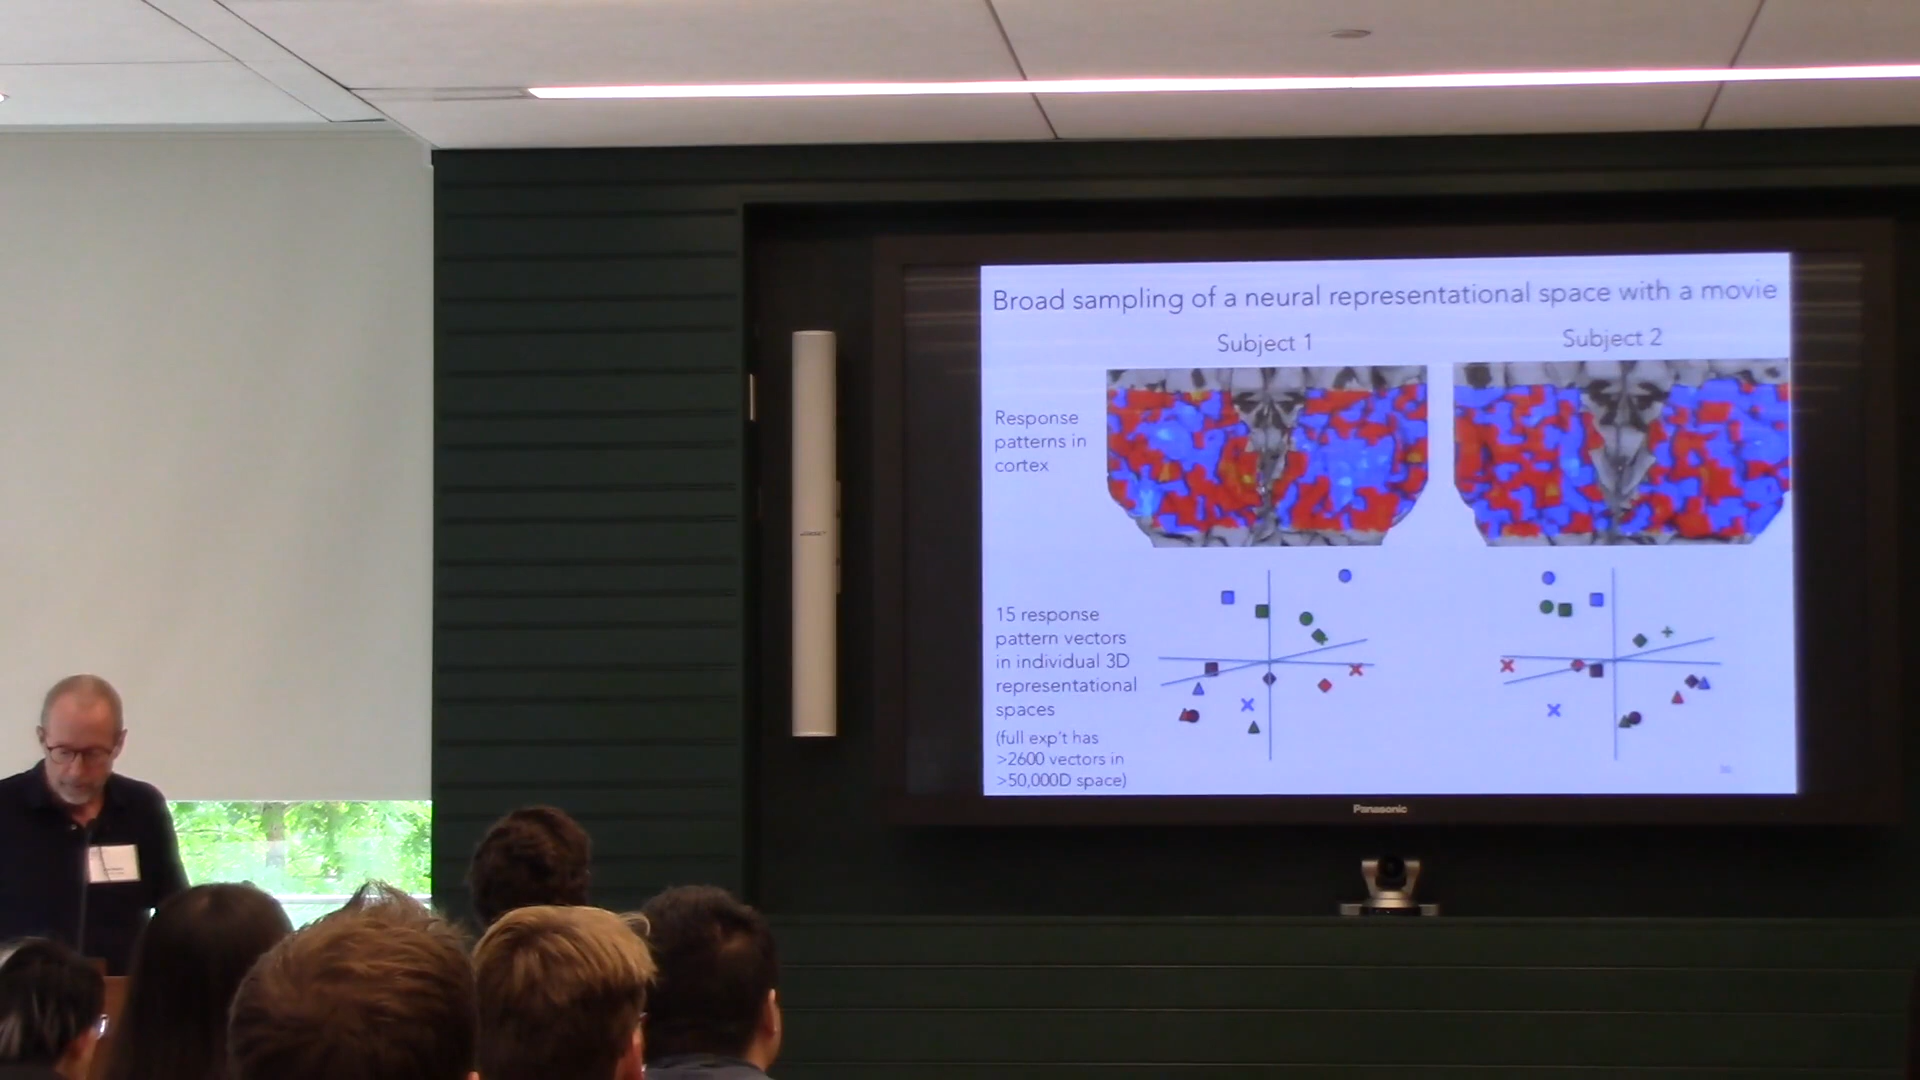 Broad sampling of a neural representational space with a movie
Subject 1
Subject 2
Response
patterns in
cortex
15 response
pattern vectors
in individual 3D
representational
spaces
(full exp't has
>2600 vectors in
>50,000D space)
Panasonic